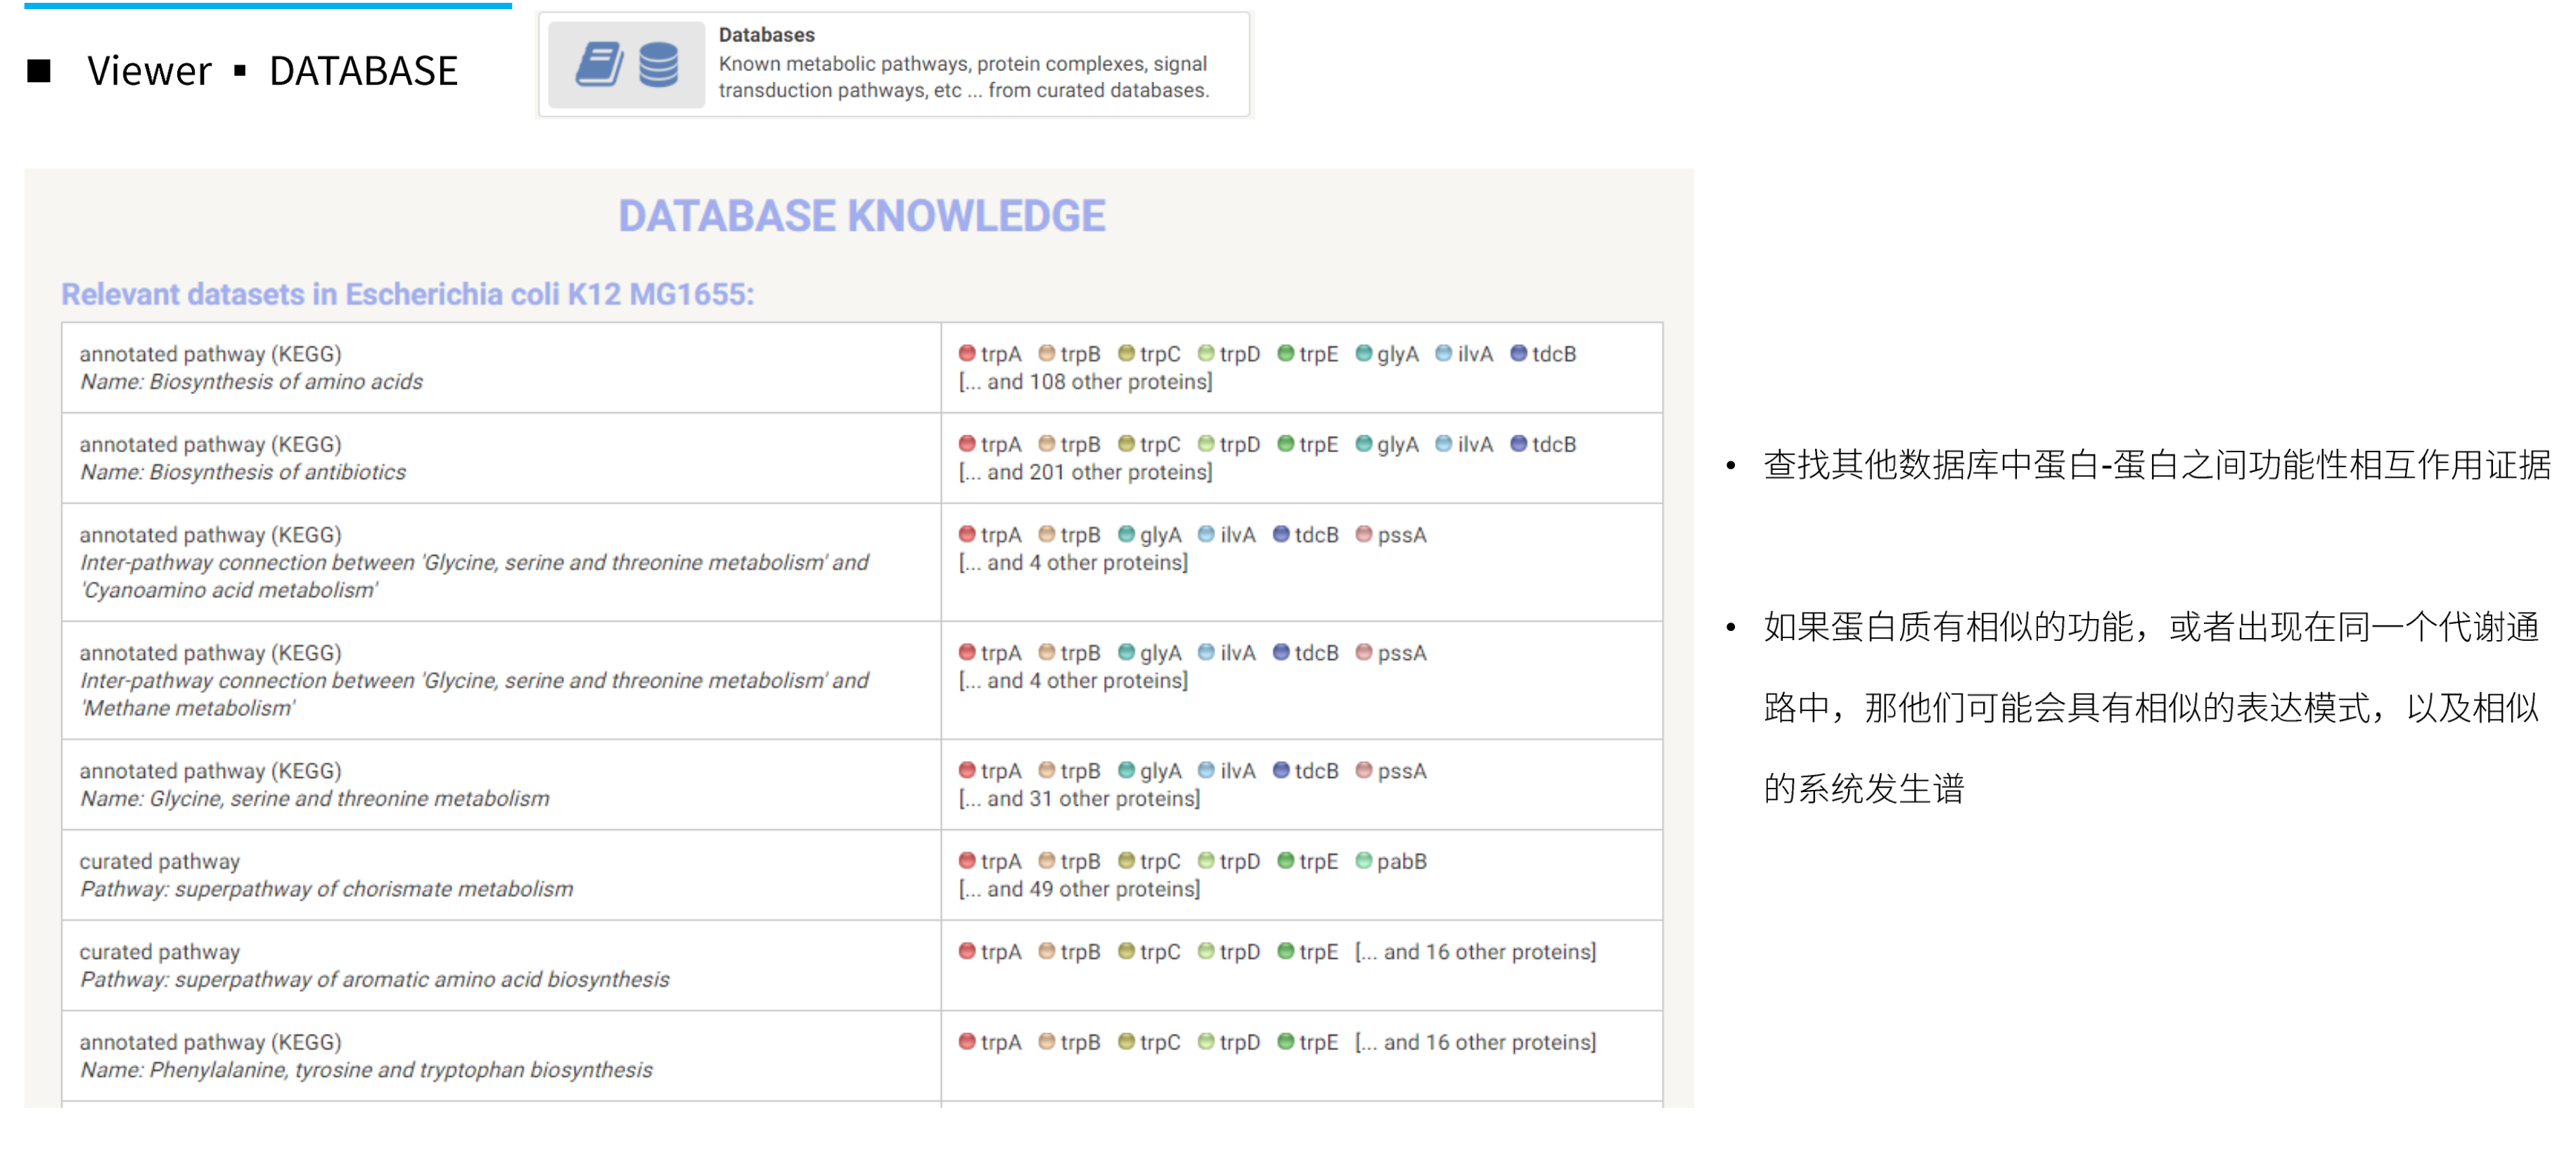 ■ Viewer ▪ DATABASE
Databases
Known metabolic pathways, protein complexes, signal
transduction pathways, etc ... from curated databases.
DATABASE KNOWLEDGE
Relevant datasets in Escherichia coli K12 MG1655:
annotated pathway (KEGG)
Name: Biosynthesis of amino acids
trpA trpB trpC trpD trpE glyA ilvA tdcB
[... and 108 other proteins]
annotated pathway (KEGG)
Name: Biosynthesis of antibiotics
trpA trpB trpC trpD trpE glyA ilvA tdcB
[... and 201 other proteins]
annotated pathway (KEGG)
Inter-pathway connection between 'Glycine, serine and threonine metabolism' and
'Cyanoamino acid metabolism'
trpA trpB glyA ilvA tdcB pssA
[... and 4 other proteins]
annotated pathway (KEGG)
Inter-pathway connection between 'Glycine, serine and threonine metabolism' and
'Methane metabolism'
trpA trpB glyA ilvA tdcB pssA
[... and 4 other proteins]
annotated pathway (KEGG)
Name: Glycine, serine and threonine metabolism
trpA trpB glyA ilvA tdcB pssA
[... and 31 other proteins]
curated pathway
Pathway: superpathway of chorismate metabolism
trpA trpB trpC trpD trpE pabB
[... and 49 other proteins]
curated pathway
Pathway: superpathway of aromatic amino acid biosynthesis
trpA trpB trpC trpD trpE [... and 16 other proteins]
annotated pathway (KEGG)
Name: Phenylalanine, tyrosine and tryptophan biosynthesis
trpA trpB trpC trpD trpE [... and 16 other proteins]
• 查找其他数据库中蛋白-蛋白之间功能性相互作用证据
• 如果蛋白质有相似的功能，或者出现在同一个代谢通
路中，那他们可能会具有相似的表达模式，以及相似
的系统发生谱